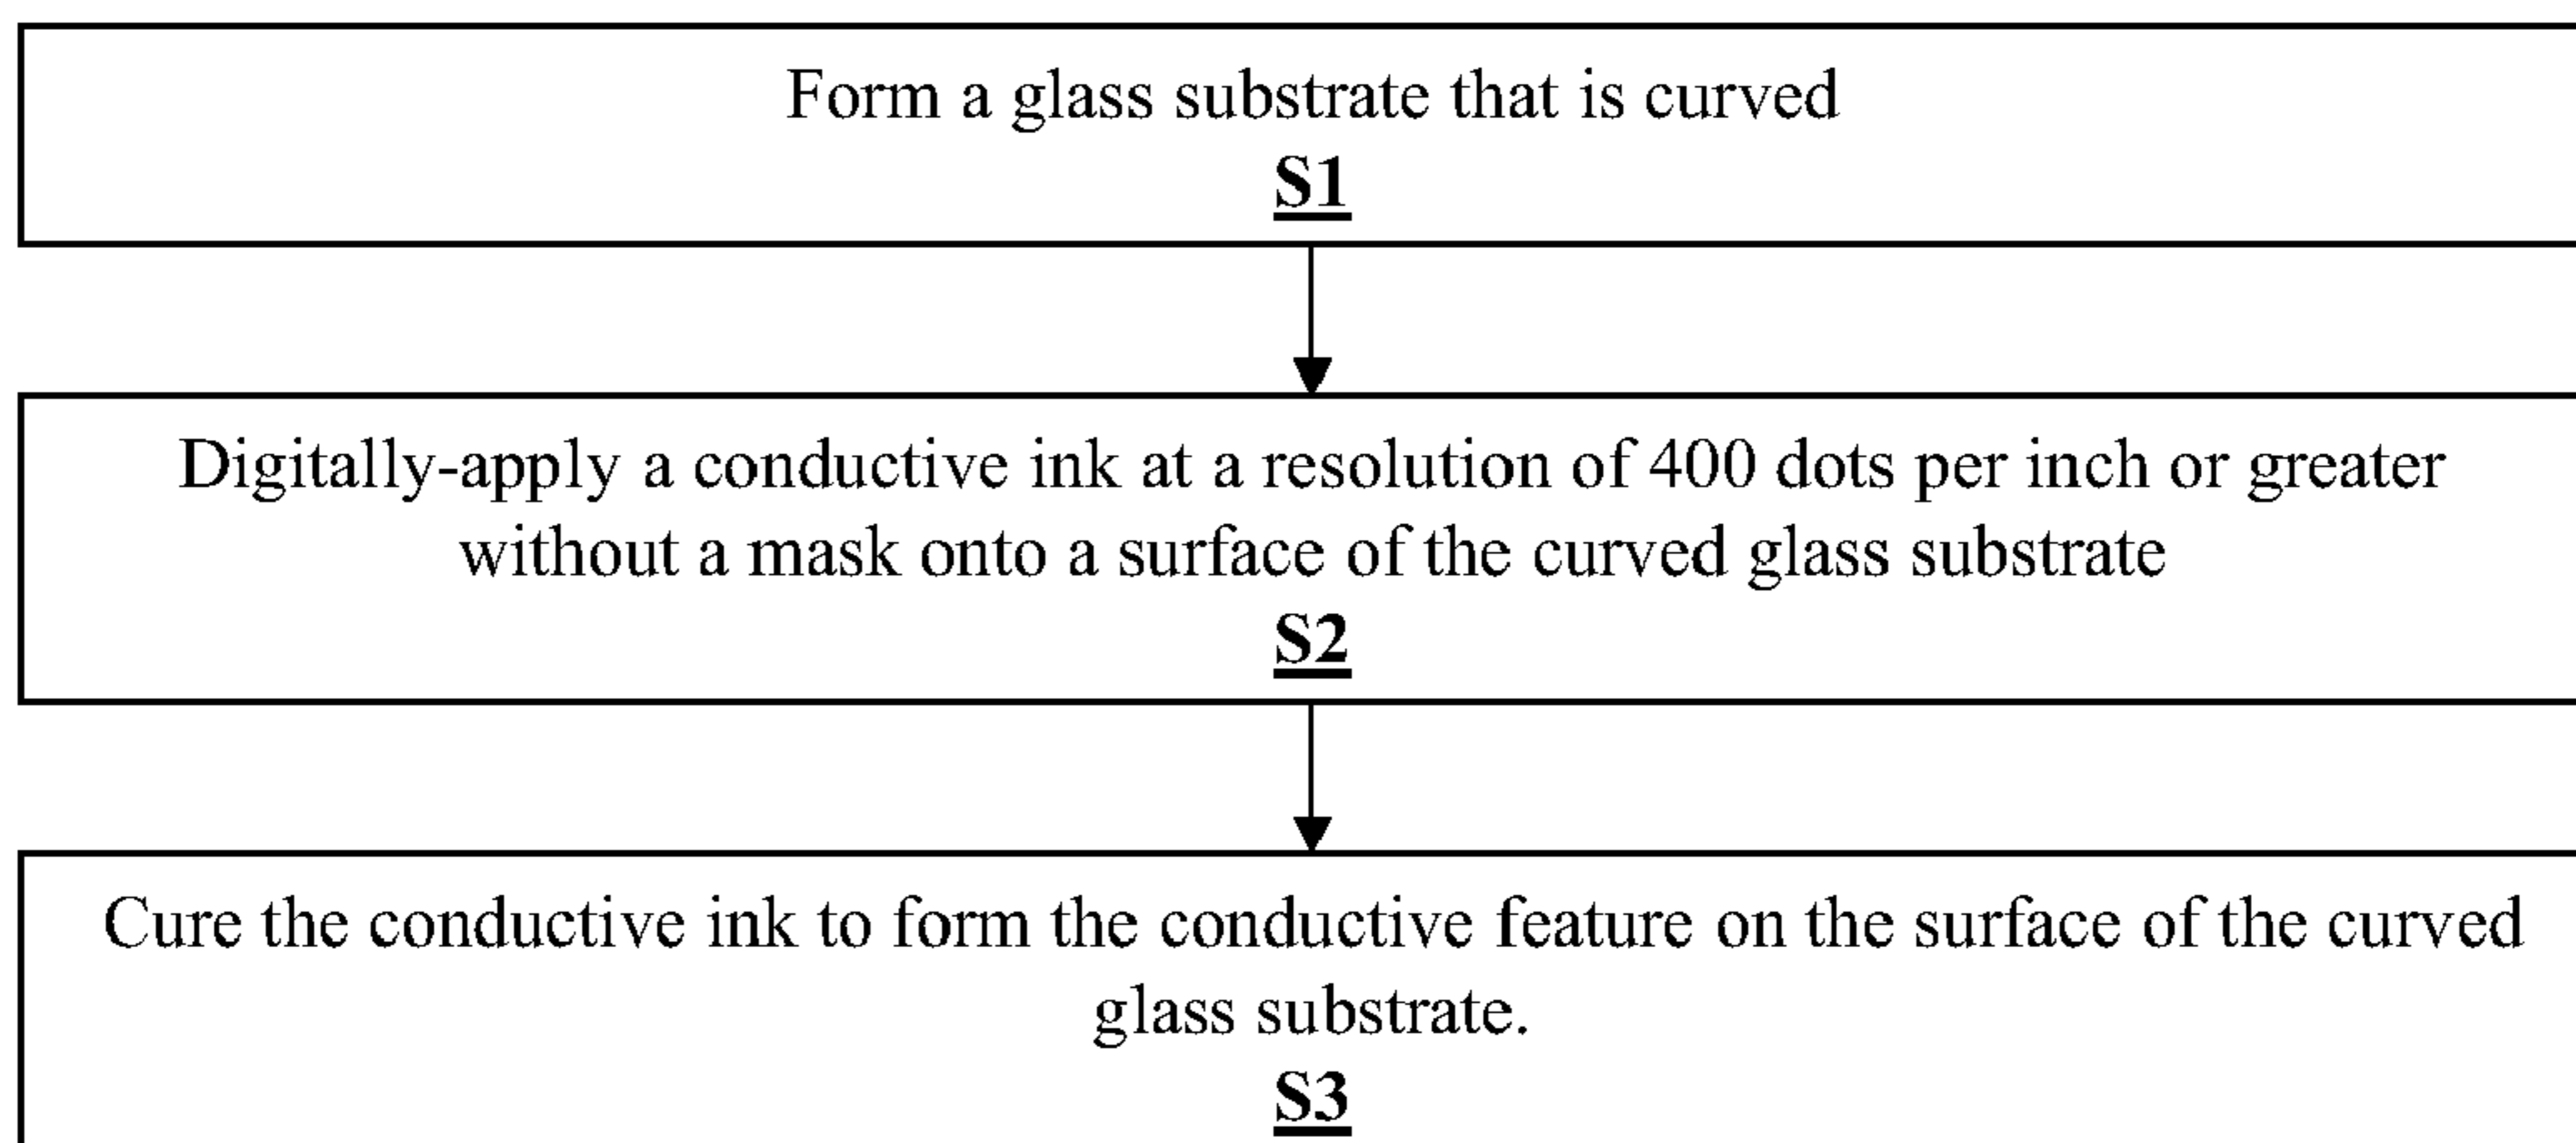 Form a glass substrate that is curved
S1
Digitally-apply a conductive ink at a resolution of 400 dots per inch or greater
without a mask onto a surface of the curved glass substrate
S2
Cure the conductive ink to form the conductive feature on the surface of the curved
glass substrate.
S3